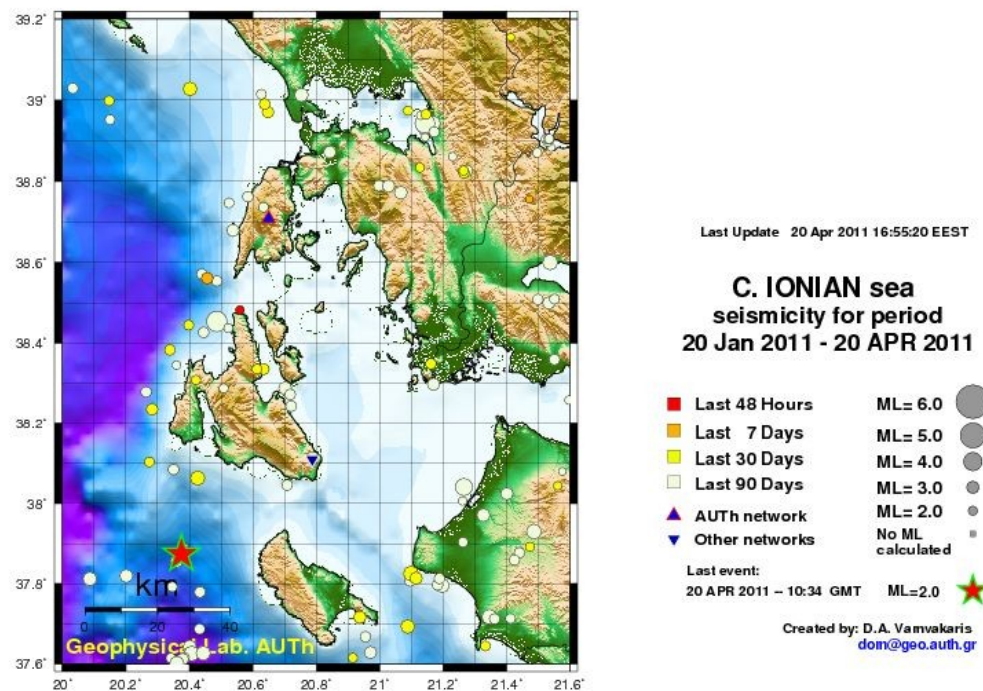 39.2˚
39˚
38.8˚
38.6˚
38.4˚
38.2˚
38˚
37.8˚
37.6˚
km
0 20 40
Geophysical Lab. AUTh
20˚ 20.2˚ 20.4˚ 20.6˚ 20.8˚ 21˚ 21.2˚ 21.4˚ 21.6˚
Last Update 20 Apr 2011 16:55:20 EEST
C. IONIAN sea
seismicity for period
20 Jan 2011 - 20 APR 2011
Last 48 Hours ML= 6.0
Last 7 Days ML= 5.0
Last 30 Days ML= 4.0
Last 90 Days ML= 3.0
AUTh network ML= 2.0
Other networks No ML
calculated
Last event:
20 APR 2011 -- 10:34 GMT ML=2.0
Created by: D.A. Vamvakaris
dom@geo.auth.gr